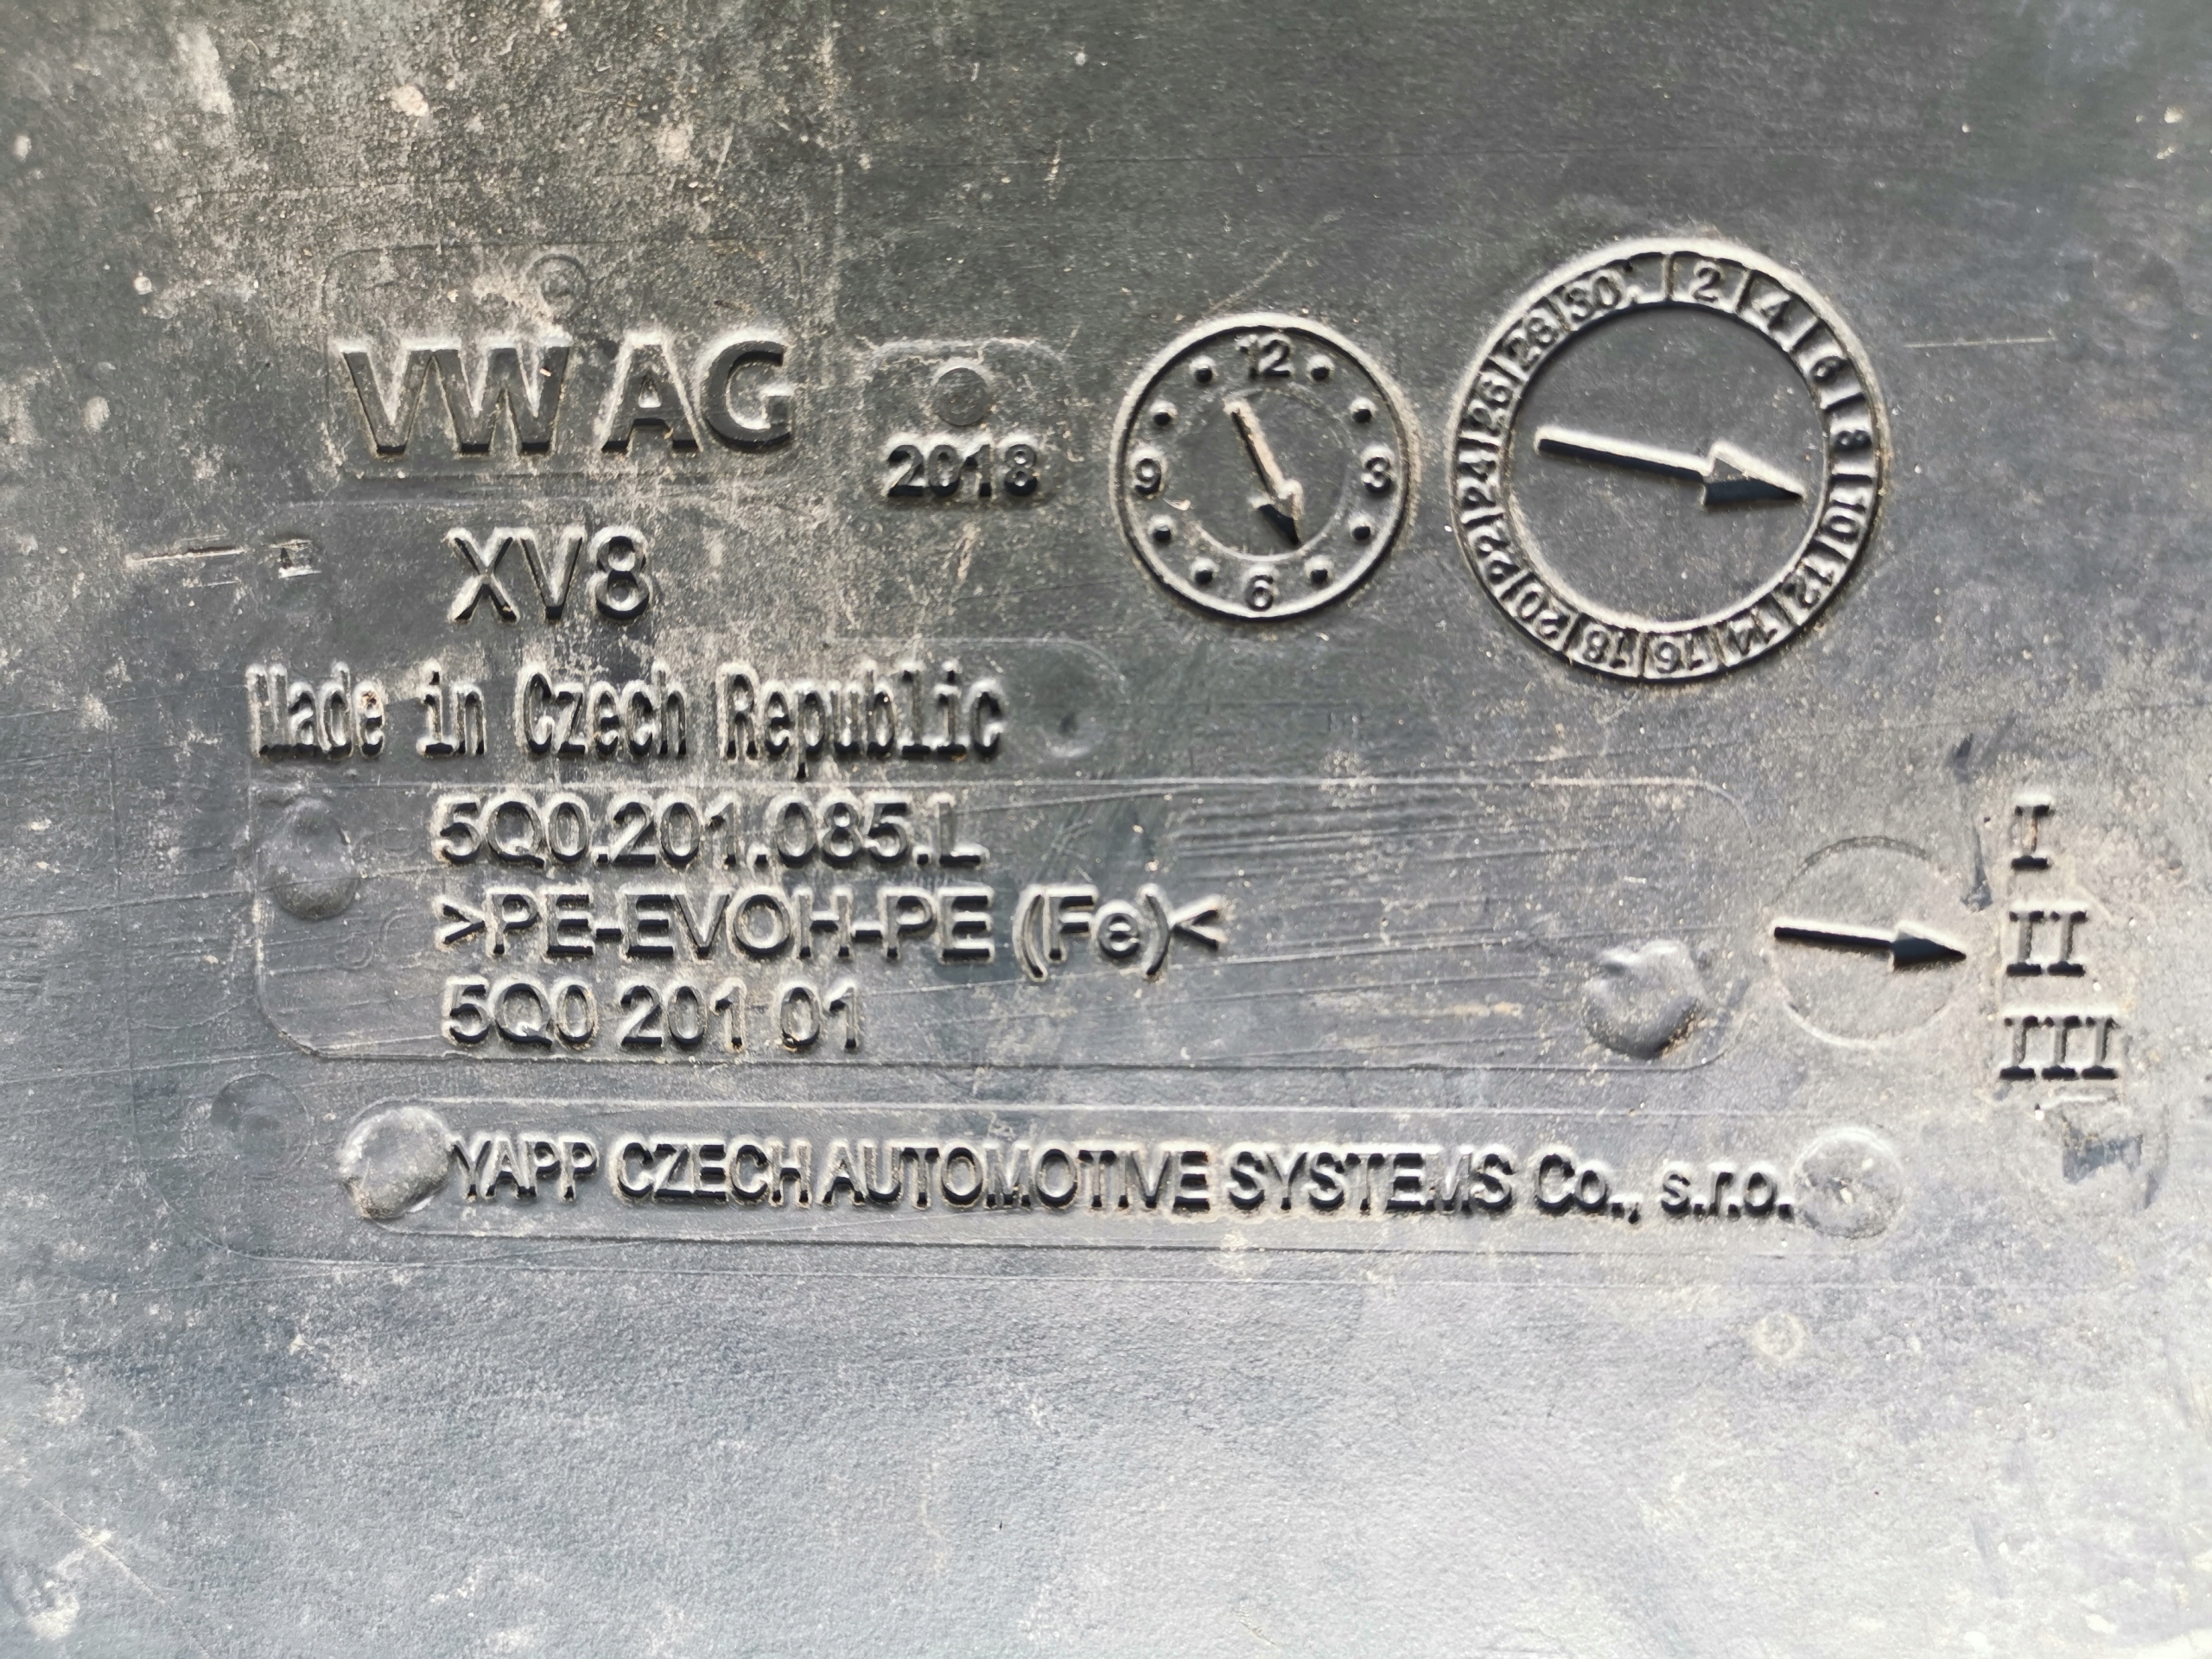 VW AG
2018
12
3
6
9
2 4 6 8 10 12 14 16 18 20 22 24 26 28 30
XV8
Made in Czech Republic
5Q0.201.085.L
>PE-EVOH-PE (Fe)<
5Q0 201 01
I
II
III
YAPP CZECH AUTOMOTIVE SYSTEMS Co., s.r.o.